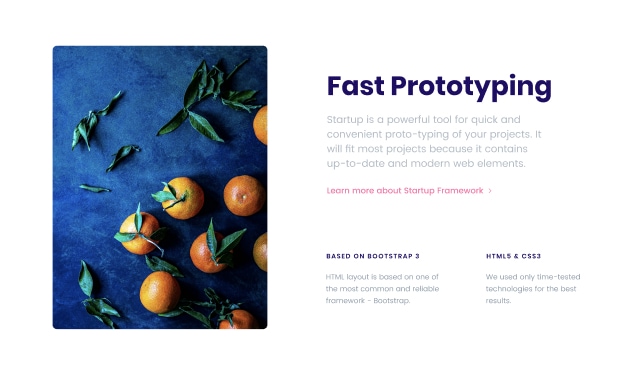 Fast Prototyping
Startup is a powerful tool for quick and
convenient proto-typing of your projects. It
will fit most projects because it contains
up-to-date and modern web elements.
Learn more about Startup Framework >
BASED ON BOOTSTRAP 3
HTML layout is based on one of
the most common and reliable
framework - Bootstrap.
HTML5 & CSS3
We used only time-tested
technologies for the best
results.